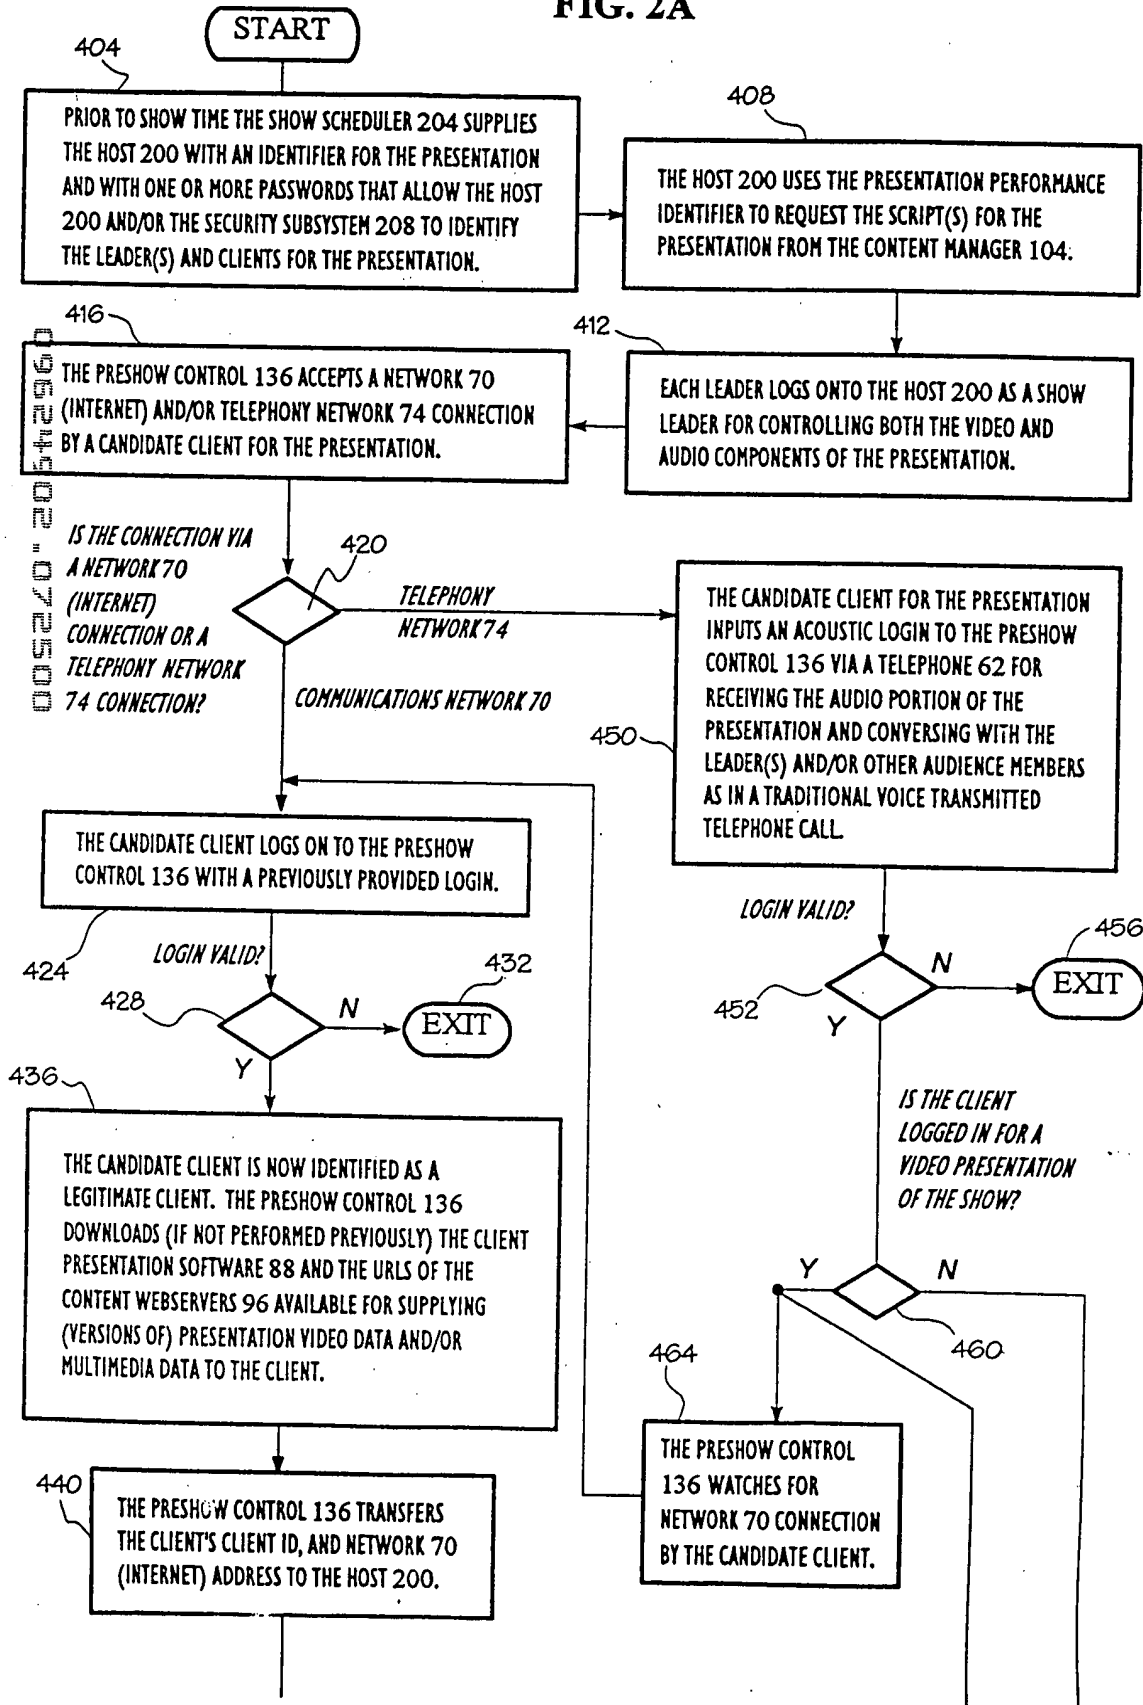 FIG. 2A
START
404
PRIOR TO SHOW TIME THE SHOW SCHEDULER 204 SUPPLIES
THE HOST 200 WITH AN IDENTIFIER FOR THE PRESENTATION
AND WITH ONE OR MORE PASSWORDS THAT ALLOW THE HOST
200 AND/OR THE SECURITY SUBSYSTEM 208 TO IDENTIFY
THE LEADER(S) AND CLIENTS FOR THE PRESENTATION.
408
THE HOST 200 USES THE PRESENTATION PERFORMANCE
IDENTIFIER TO REQUEST THE SCRIPT(S) FOR THE
PRESENTATION FROM THE CONTENT MANAGER 104.
412
EACH LEADER LOGS ONTO THE HOST 200 AS A SHOW
LEADER FOR CONTROLLING BOTH THE VIDEO AND
AUDIO COMPONENTS OF THE PRESENTATION.
416
THE PRESHOW CONTROL 136 ACCEPTS A NETWORK 70
(INTERNET) AND/OR TELEPHONY NETWORK 74 CONNECTION
BY A CANDIDATE CLIENT FOR THE PRESENTATION.
09624502.072500
IS THE CONNECTION VIA
A NETWORK 70
(INTERNET)
CONNECTION OR A
TELEPHONY NETWORK
74 CONNECTION?
420
TELEPHONY
NETWORK 74
COMMUNICATIONS NETWORK 70
450
THE CANDIDATE CLIENT FOR THE PRESENTATION
INPUTS AN ACOUSTIC LOGIN TO THE PRESHOW
CONTROL 136 VIA A TELEPHONE 62 FOR
RECEIVING THE AUDIO PORTION OF THE
PRESENTATION AND CONVERSING WITH THE
LEADER(S) AND/OR OTHER AUDIENCE MEMBERS
AS IN A TRADITIONAL VOICE TRANSMITTED
TELEPHONE CALL.
THE CANDIDATE CLIENT LOGS ON TO THE PRESHOW
CONTROL 136 WITH A PREVIOUSLY PROVIDED LOGIN.
424
LOGIN VALID?
428
N
432
EXIT
Y
LOGIN VALID?
452
N
456
EXIT
Y
436
THE CANDIDATE CLIENT IS NOW IDENTIFIED AS A
LEGITIMATE CLIENT. THE PRESHOW CONTROL 136
DOWNLOADS (IF NOT PERFORMED PREVIOUSLY) THE CLIENT
PRESENTATION SOFTWARE 88 AND THE URLS OF THE
CONTENT WEBSERVERS 96 AVAILABLE FOR SUPPLYING
(VERSIONS OF) PRESENTATION VIDEO DATA AND/OR
MULTIMEDIA DATA TO THE CLIENT.
IS THE CLIENT
LOGGED IN FOR A
VIDEO PRESENTATION
OF THE SHOW?
Y
N
460
464
THE PRESHOW CONTROL
136 WATCHES FOR
NETWORK 70 CONNECTION
BY THE CANDIDATE CLIENT.
440
THE PRESHOW CONTROL 136 TRANSFERS
THE CLIENT'S CLIENT ID, AND NETWORK 70
(INTERNET) ADDRESS TO THE HOST 200.